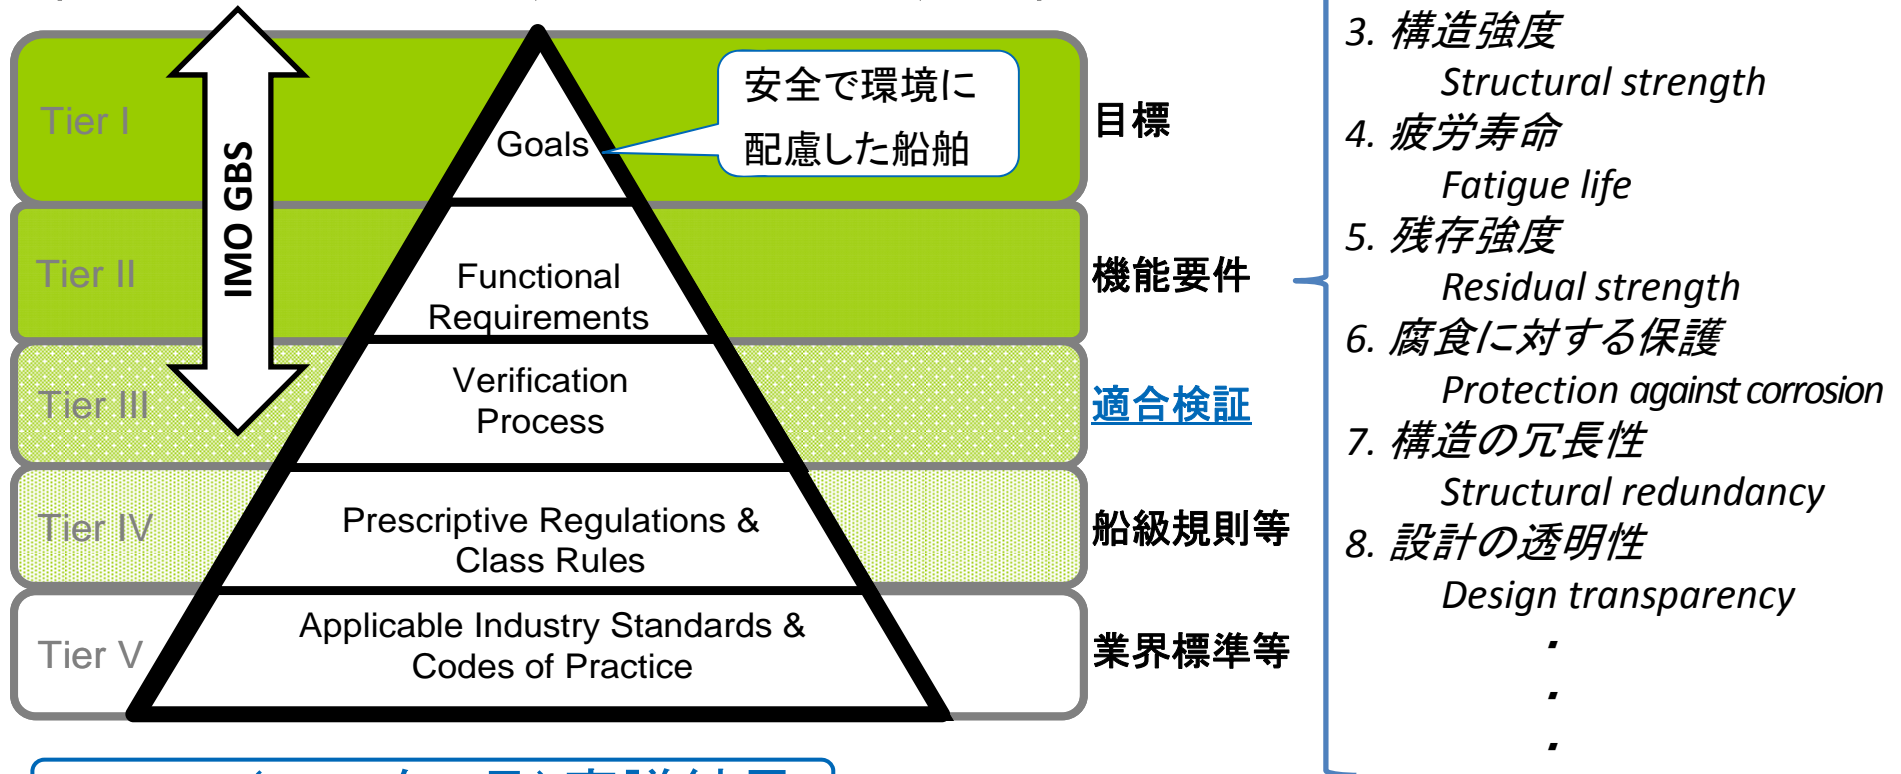 Tier I
Goals
安全で環境に
配慮した船舶
目標
IMO GBS
Tier II
Functional
Requirements
機能要件
Tier III
Verification
Process
適合検証
Tier IV
Prescriptive Regulations &
Class Rules
船級規則等
Tier V
Applicable Industry Standards &
Codes of Practice
業界標準等
3. 構造強度
Structural strength
4. 疲労寿命
Fatigue life
5. 残存強度
Residual strength
6. 腐食に対する保護
Protection against corrosion
7. 構造の冗長性
Structural redundancy
8. 設計の透明性
Design transparency
・
・
・